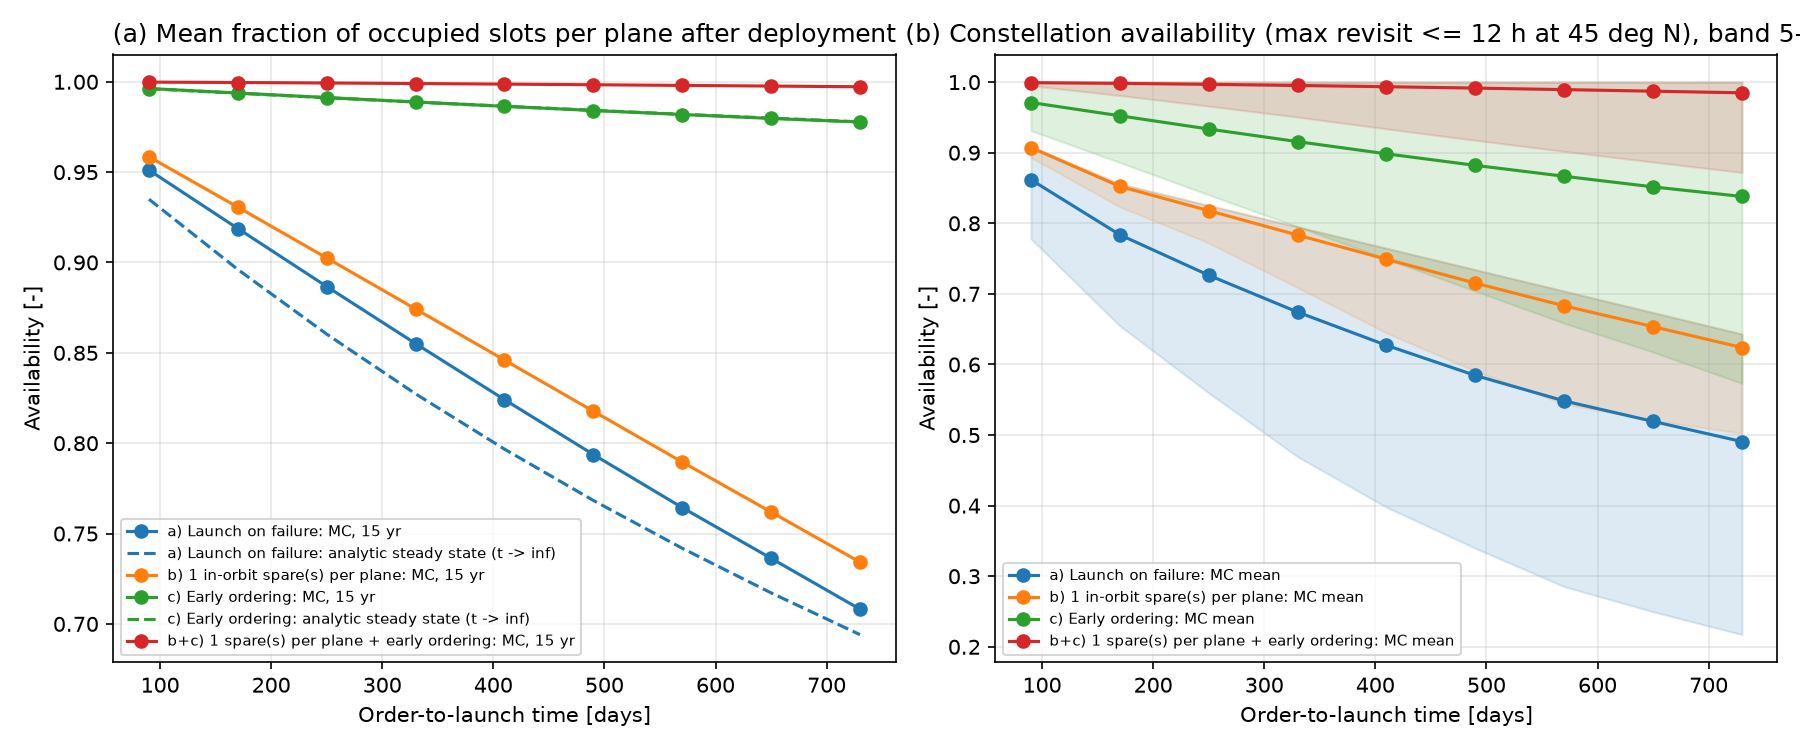 (a) Mean fraction of occupied slots per plane after deployment
Availability [-]
1.00
0.95
0.90
0.85
0.80
0.75
0.70
a) Launch on failure: MC, 15 yr
a) Launch on failure: analytic steady state (t -> inf)
b) 1 in-orbit spare(s) per plane: MC, 15 yr
c) Early ordering: MC, 15 yr
c) Early ordering: analytic steady state (t -> inf)
b+c) 1 spare(s) per plane + early ordering: MC, 15 yr
100 200 300 400 500 600 700
Order-to-launch time [days]
(b) Constellation availability (max revisit <= 12 h at 45 deg N), band 5-
Availability [-]
1.0
0.9
0.8
0.7
0.6
0.5
0.4
0.3
0.2
a) Launch on failure: MC mean
b) 1 in-orbit spare(s) per plane: MC mean
c) Early ordering: MC mean
b+c) 1 spare(s) per plane + early ordering: MC mean
100 200 300 400 500 600 700
Order-to-launch time [days]